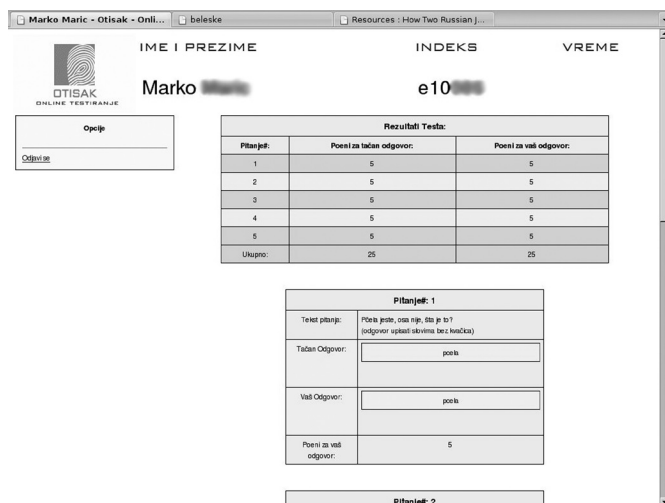 Marko Maric - Otisak - Onli...
beleske
Resources : How Two Russian J...
IME I PREZIME
INDEKS
VREME
OTISAK
ONLINE TESTIRANJE
Marko
e10
Opcije
Odjavi se
Rezultati Testa:
Pitanje#: Poeni za tačan odgovor: Poeni za vaš odgovor:
1 5 5
2 5 5
3 5 5
4 5 5
5 5 5
Ukupno: 25 25
Pitanje#: 1
Tekst pitanja: Pčela jeste, osa nije, šta je to?
(odgovor upisati slovima bez kvačica)
Tačan Odgovor: pcela
Vaš Odgovor: pcela
Poeni za vaš 5
odgovor:
Pitanje#: 2